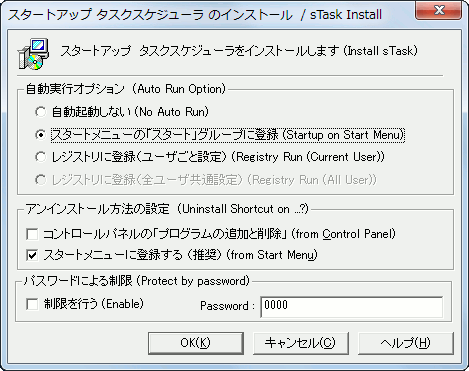 スタートアップ タスクスケジューラ のインストール / sTask Install
スタートアップ タスクスケジューラをインストールします (Install sTask)
自動実行オプション (Auto Run Option)
自動起動しない (No Auto Run)
スタートメニューの「スタート」グループに登録 (Startup on Start Menu)
レジストリに登録(ユーザごと設定) (Registry Run (Current User))
レジストリに登録(全ユーザ共通設定) (Registry Run (All User))
アンインストール方法の設定 (Uninstall Shortcut on ...?)
コントロールパネルの「プログラムの追加と削除」 (from Control Panel)
スタートメニューに登録する (推奨) (from Start Menu)
パスワードによる制限 (Protect by password)
制限を行う (Enable)
Password :
0000
OK(K)
キャンセル(C)
ヘルプ(H)